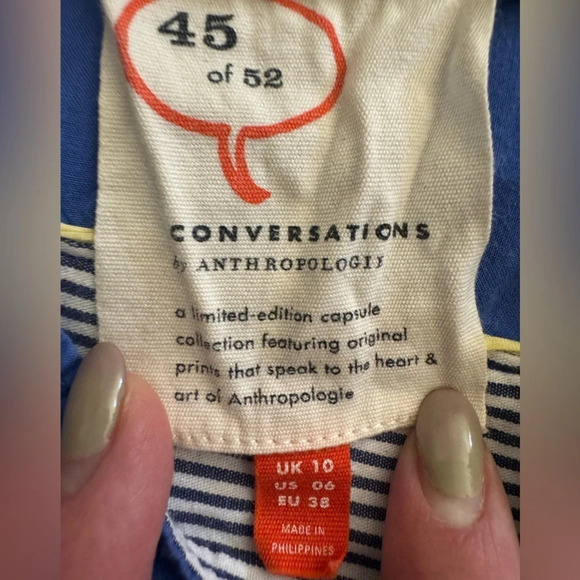 45
of 52
CONVERSATIONS
by ANTHROPOLOGIE
a limited-edition capsule
collection featuring original
prints that speak to the heart &
art of Anthropologie
UK 10
US 06
EU 38
MADE IN
PHILIPPINES